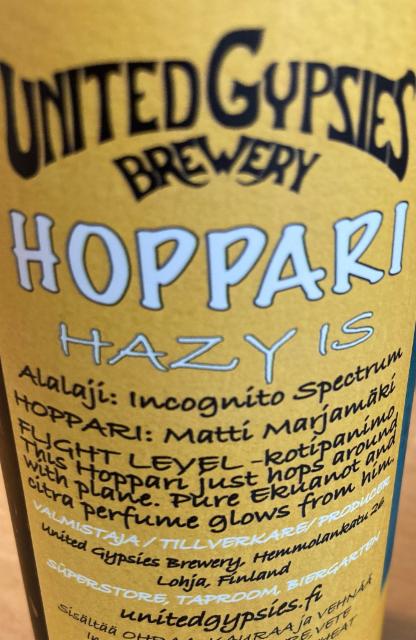 UNITED GYPSIES
BREWERY
HOPPARI
HAZY IS
Alalaji: Incognito Spectrum
HOPPARI: Matti Marjamäki
FLIGHT LEVEL -kotipanimo
This Hoppari just hops around
with plane. Pure Ekuanot and
citra perfume glows from him.
VALMISTAJA / TILLVERKARE / PRODUCER
United Gypsies Brewery, Hemmolankatu 2a
Lohja, Finland
SUPERSTORE, TAPROOM, BIERGARTEN
unitedgypsies.fi
Sisältää OHRAA, KAURAA ja VEHNÄÄ
VETE